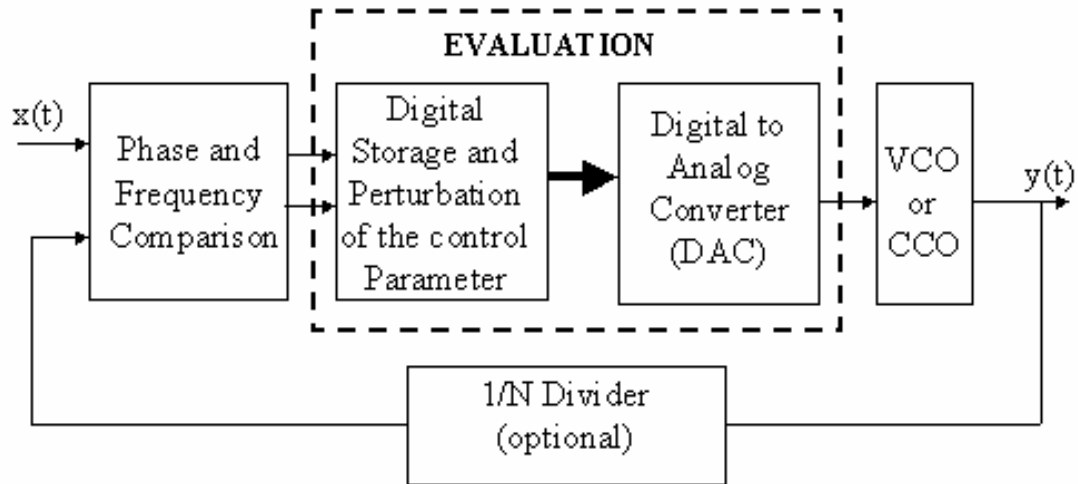 EVALUATION
x(t)
Phase and
Frequency
Comparison
Digital
Storage and
Perturbation
of the control
Parameter
Digital to
Analog
Converter
(DAC)
VCO
or
CCO
y(t)
1/N Divider
(optional)